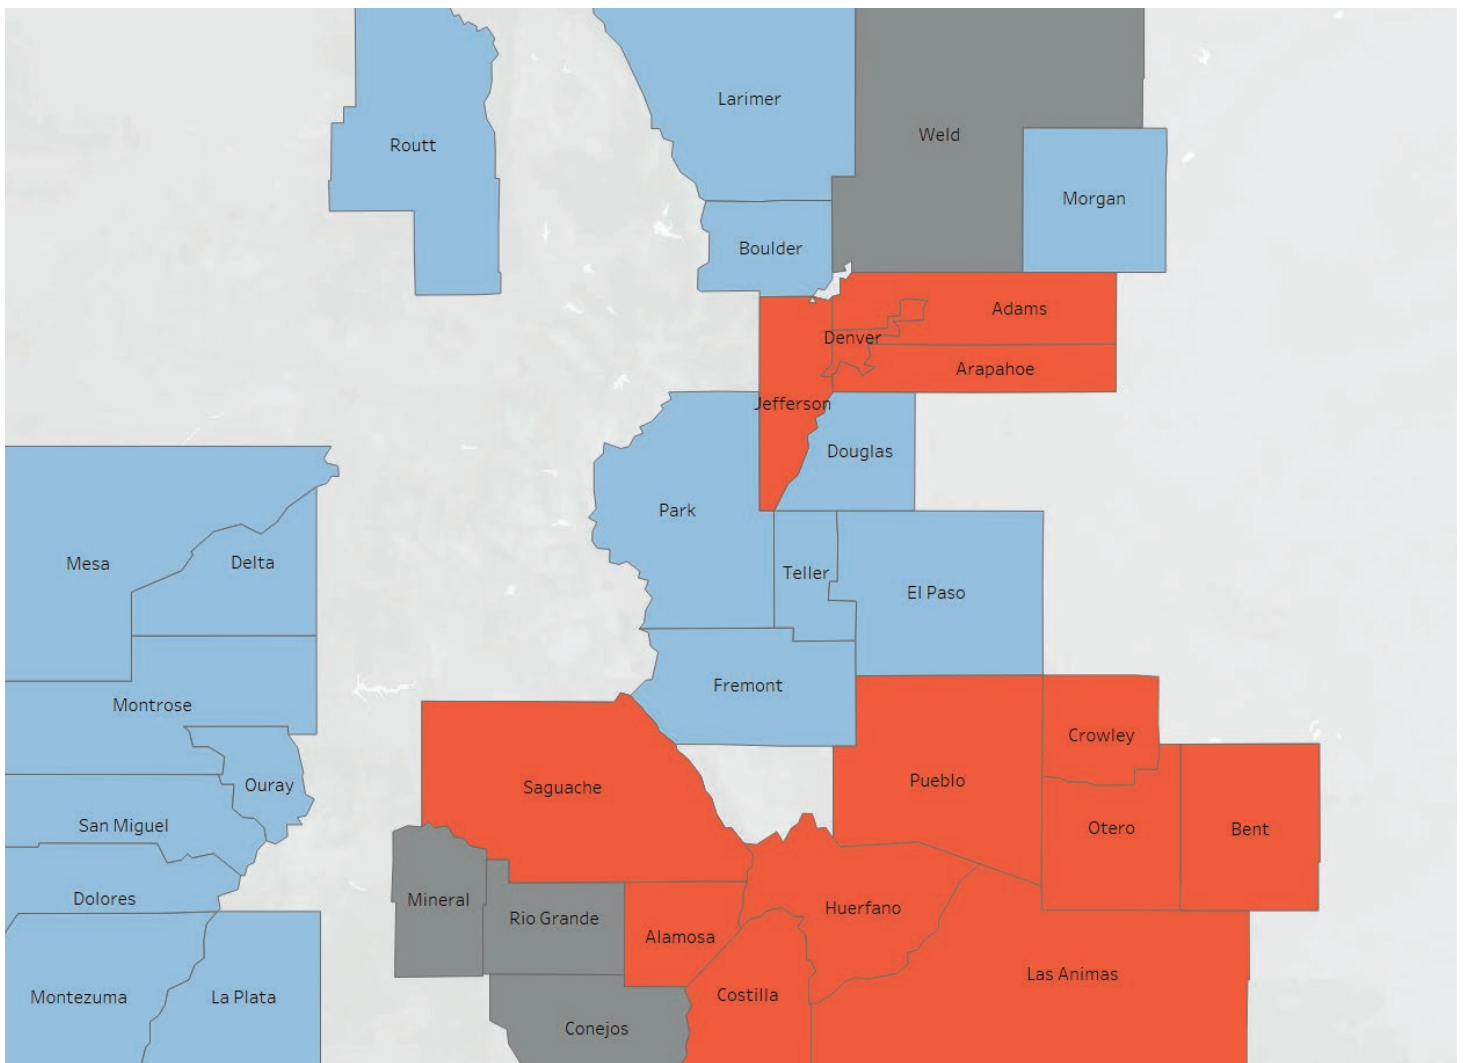 Larimer
Weld
Routt
Morgan
Boulder
Adams
Denver
Arapahoe
Jefferson
Douglas
Park
Mesa
Delta
Teller
El Paso
Fremont
Montrose
Crowley
Pueblo
Ouray
Saguache
San Miguel
Otero
Bent
Dolores
Mineral
Rio Grande
Huerfano
Alamosa
Las Animas
Montezuma
La Plata
Costilla
Conejos